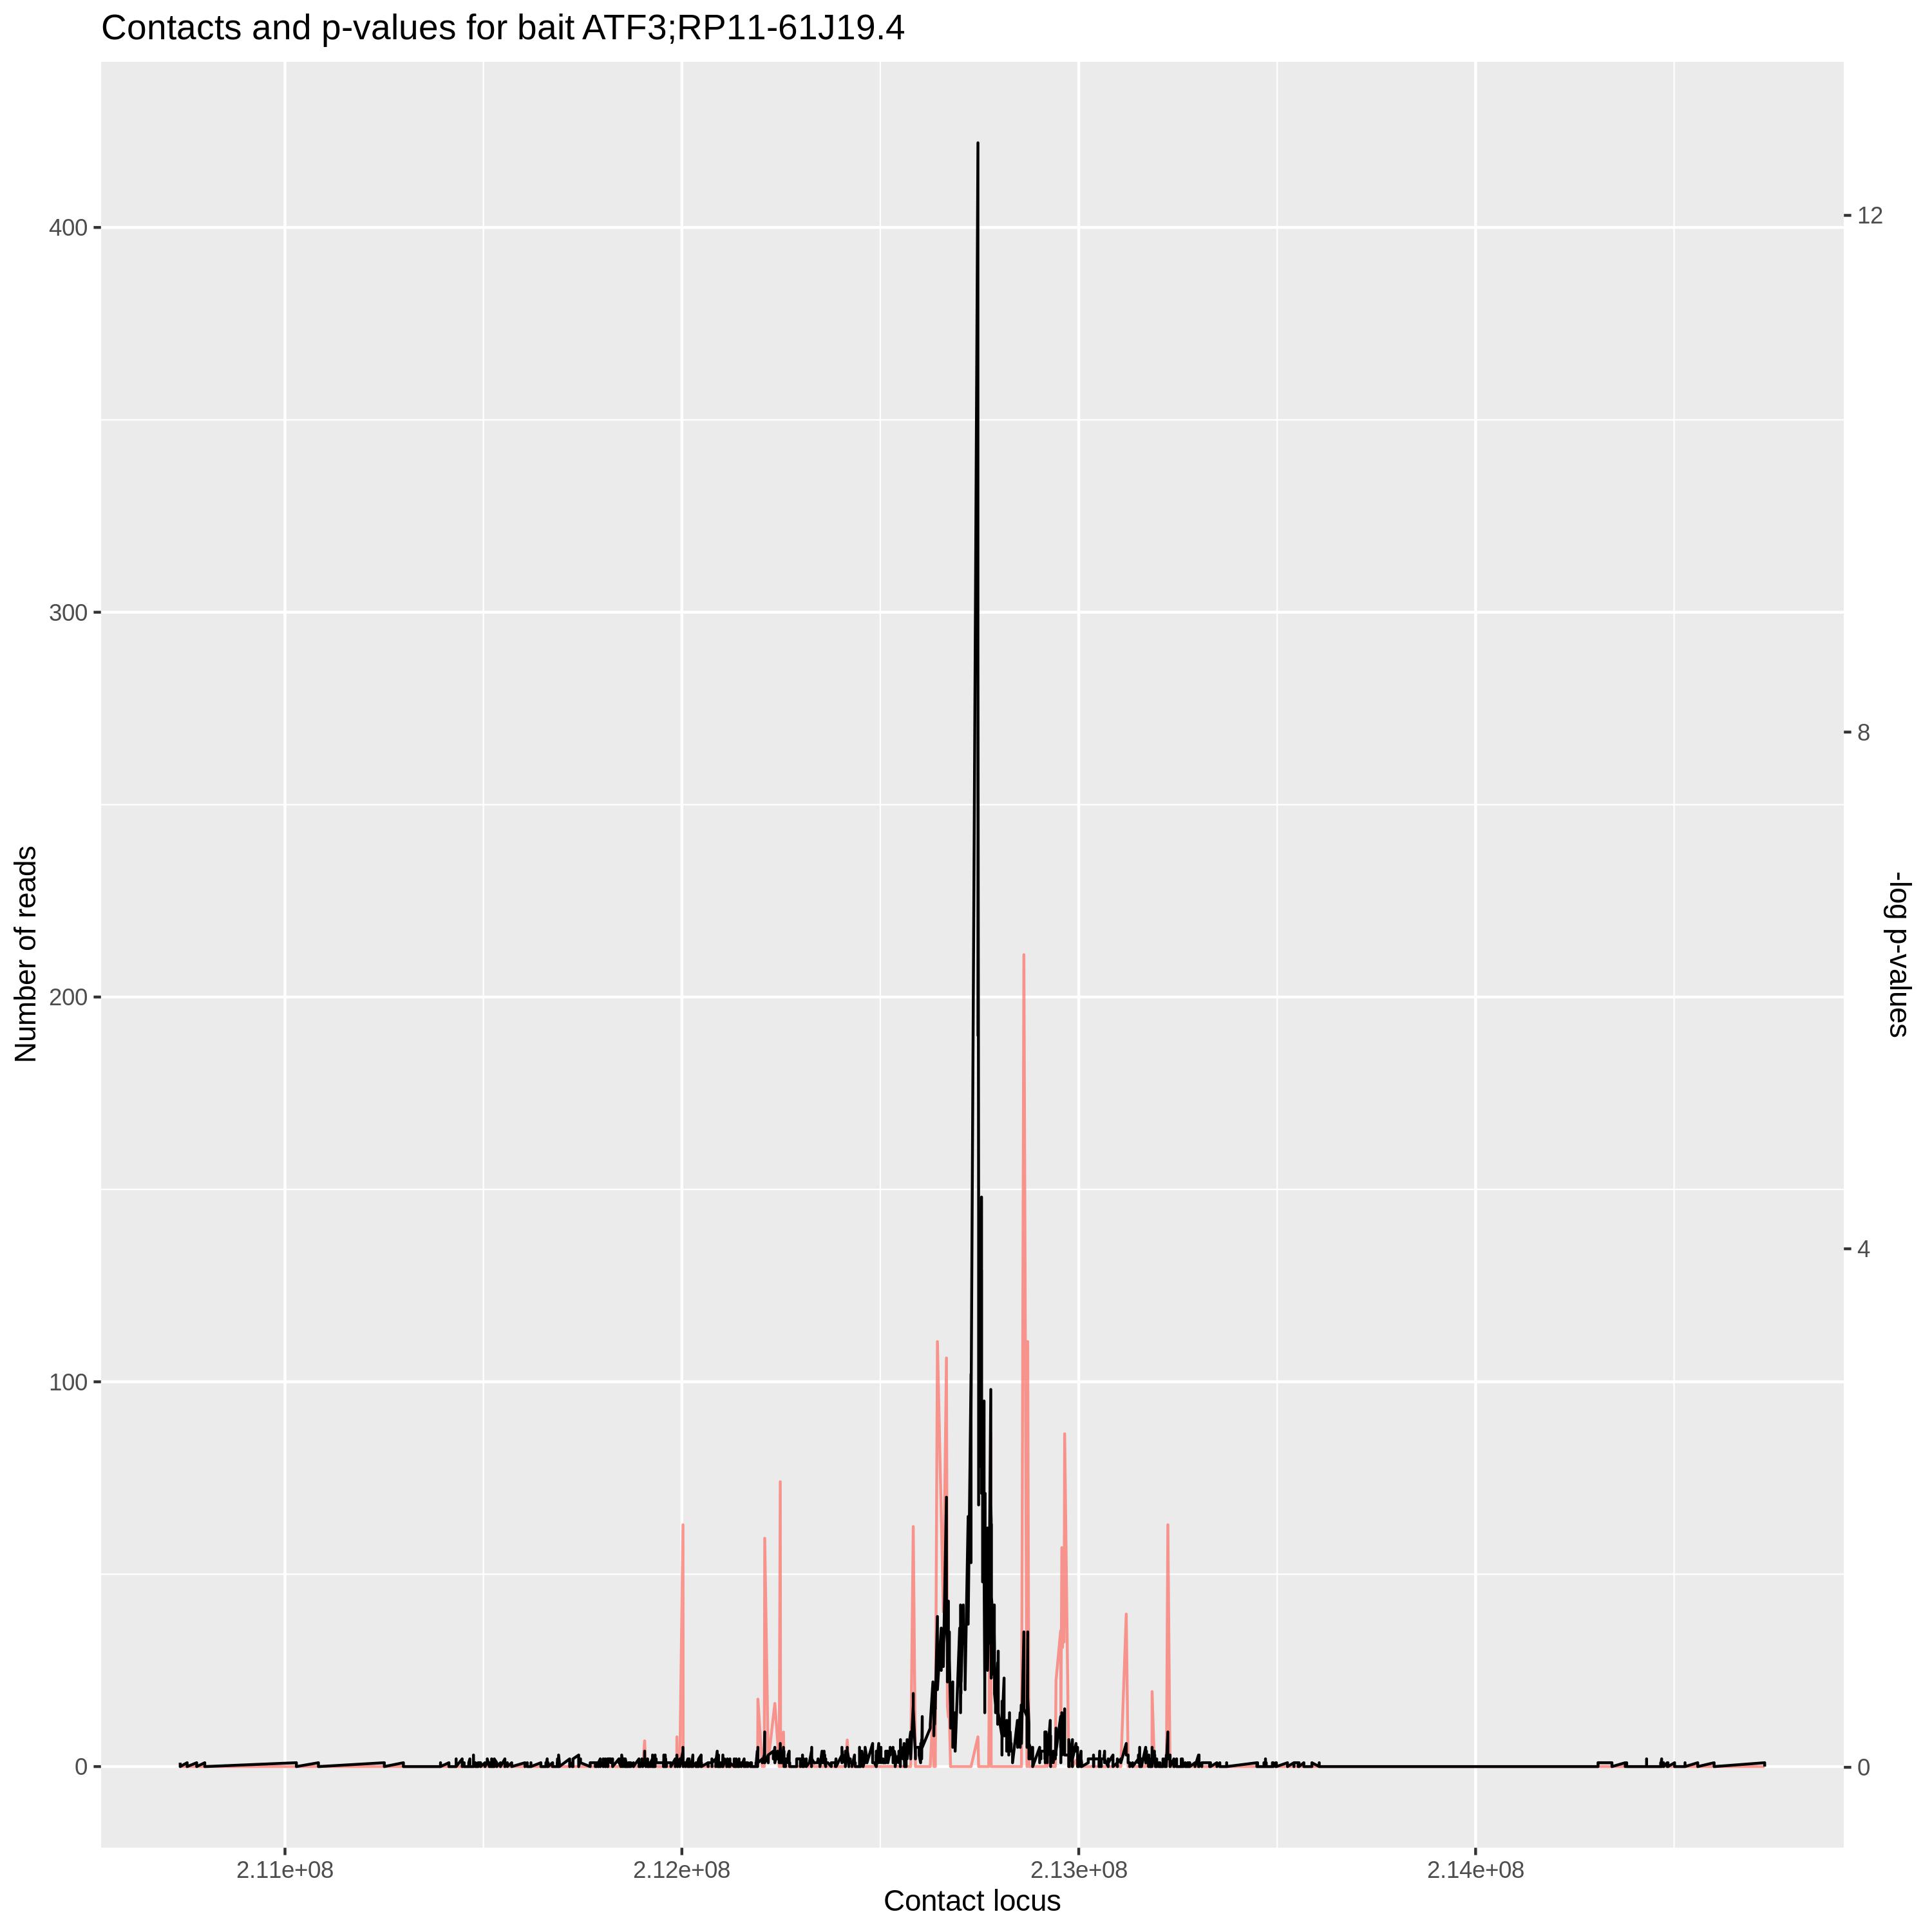 Contacts and p-values for bait ATF3;RP11-61J19.4
400
300
200
100
0
12
8
4
0
Number of reads
-log p-values
2.11e+08
2.12e+08
2.13e+08
2.14e+08
Contact locus